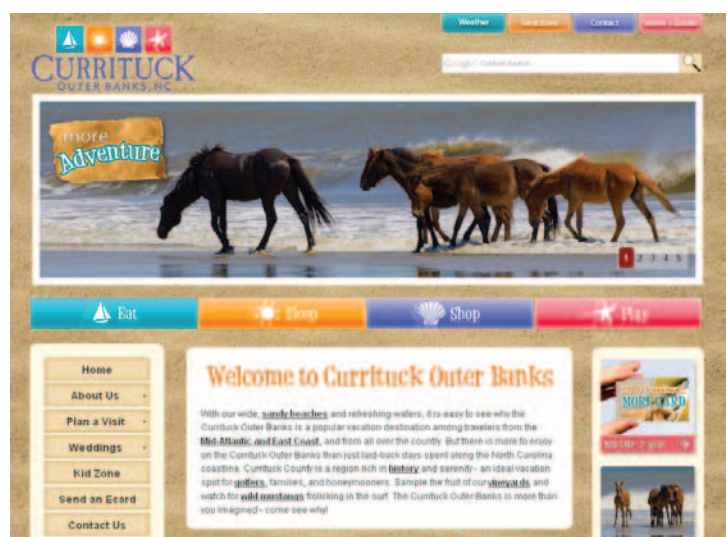 Weather
Contact
CURRITUCK
OUTER BANKS, NC
Google Custom Search
more
Adventure
1 2 3 4 5
Eat
Sleep
Shop
Play
Home
About Us
Plan a Visit
Weddings
Kid Zone
Send an Ecard
Contact Us
Welcome to Currituck Outer Banks
With our wide, sandy beaches and refreshing waters, it is easy to see why the
Currituck Outer Banks is a popular vacation destination among travelers from the
Mid-Atlantic and East Coast, and from all over the country. But there is more to enjoy
on the Currituck Outer Banks than just laid-back days spent along the North Carolina
coastline. Currituck County is a region rich in history and serenity - an ideal vacation
spot for golfers, families, and honeymooners. Sample the fruit of our vineyards and
watch for wild mustangs frolicking in the surf. The Currituck Outer Banks is more than
you imagined - come see why!
MORE CARD